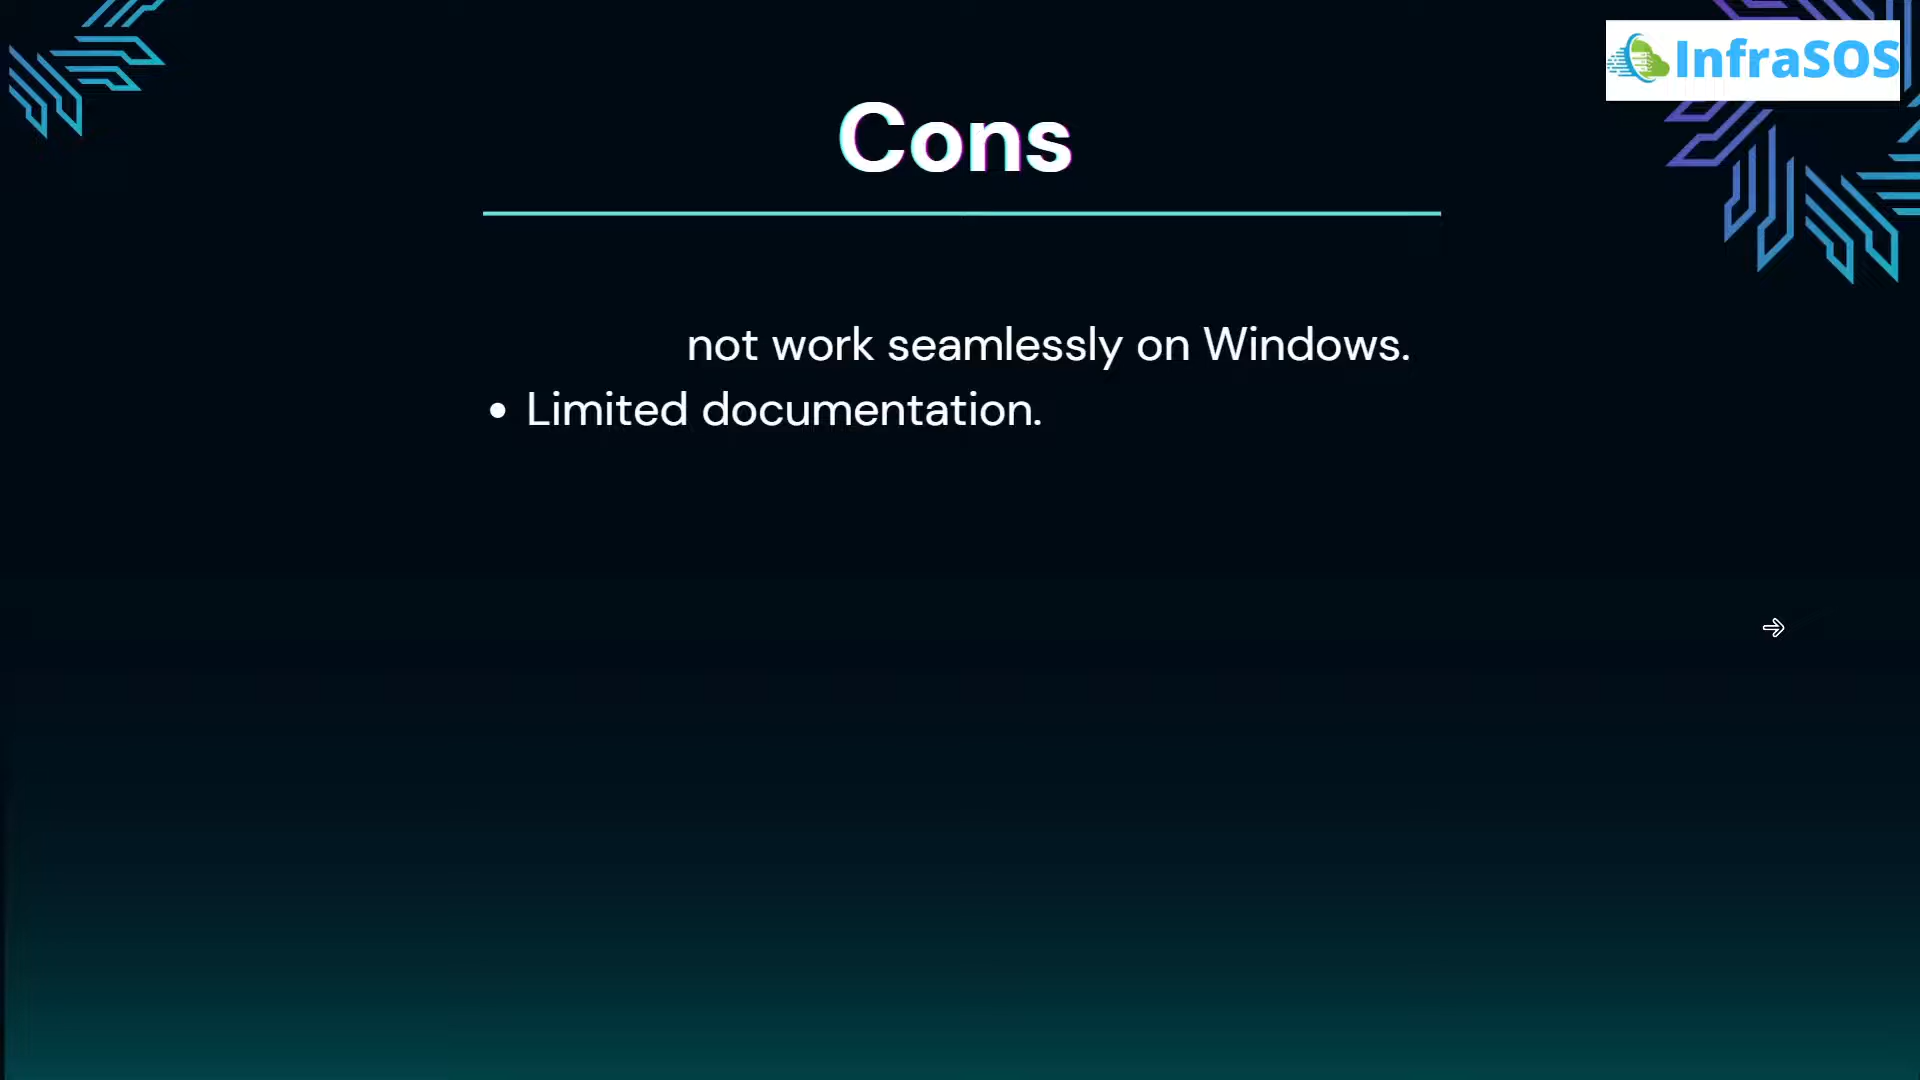 InfraSOS
Cons
not work seamlessly on Windows.
• Limited documentation.